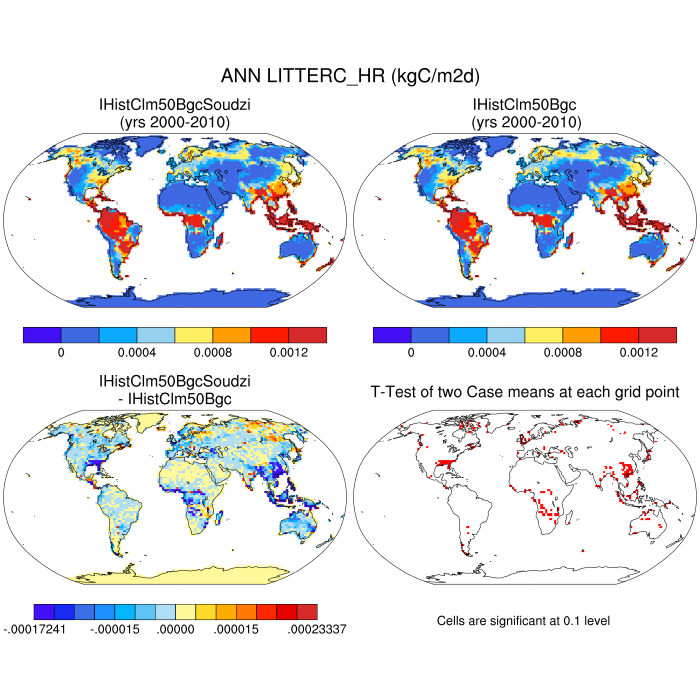 ANN LITTERC_HR (kgC/m2d)
IHistClm50BgcSoudzi
(yrs 2000-2010)
IHistClm50Bgc
(yrs 2000-2010)
0 0.0004 0.0008 0.0012
0 0.0004 0.0008 0.0012
IHistClm50BgcSoudzi
- IHistClm50Bgc
T-Test of two Case means at each grid point
-.00017241 -.000015 .00000 .000015 .00023337
Cells are significant at 0.1 level